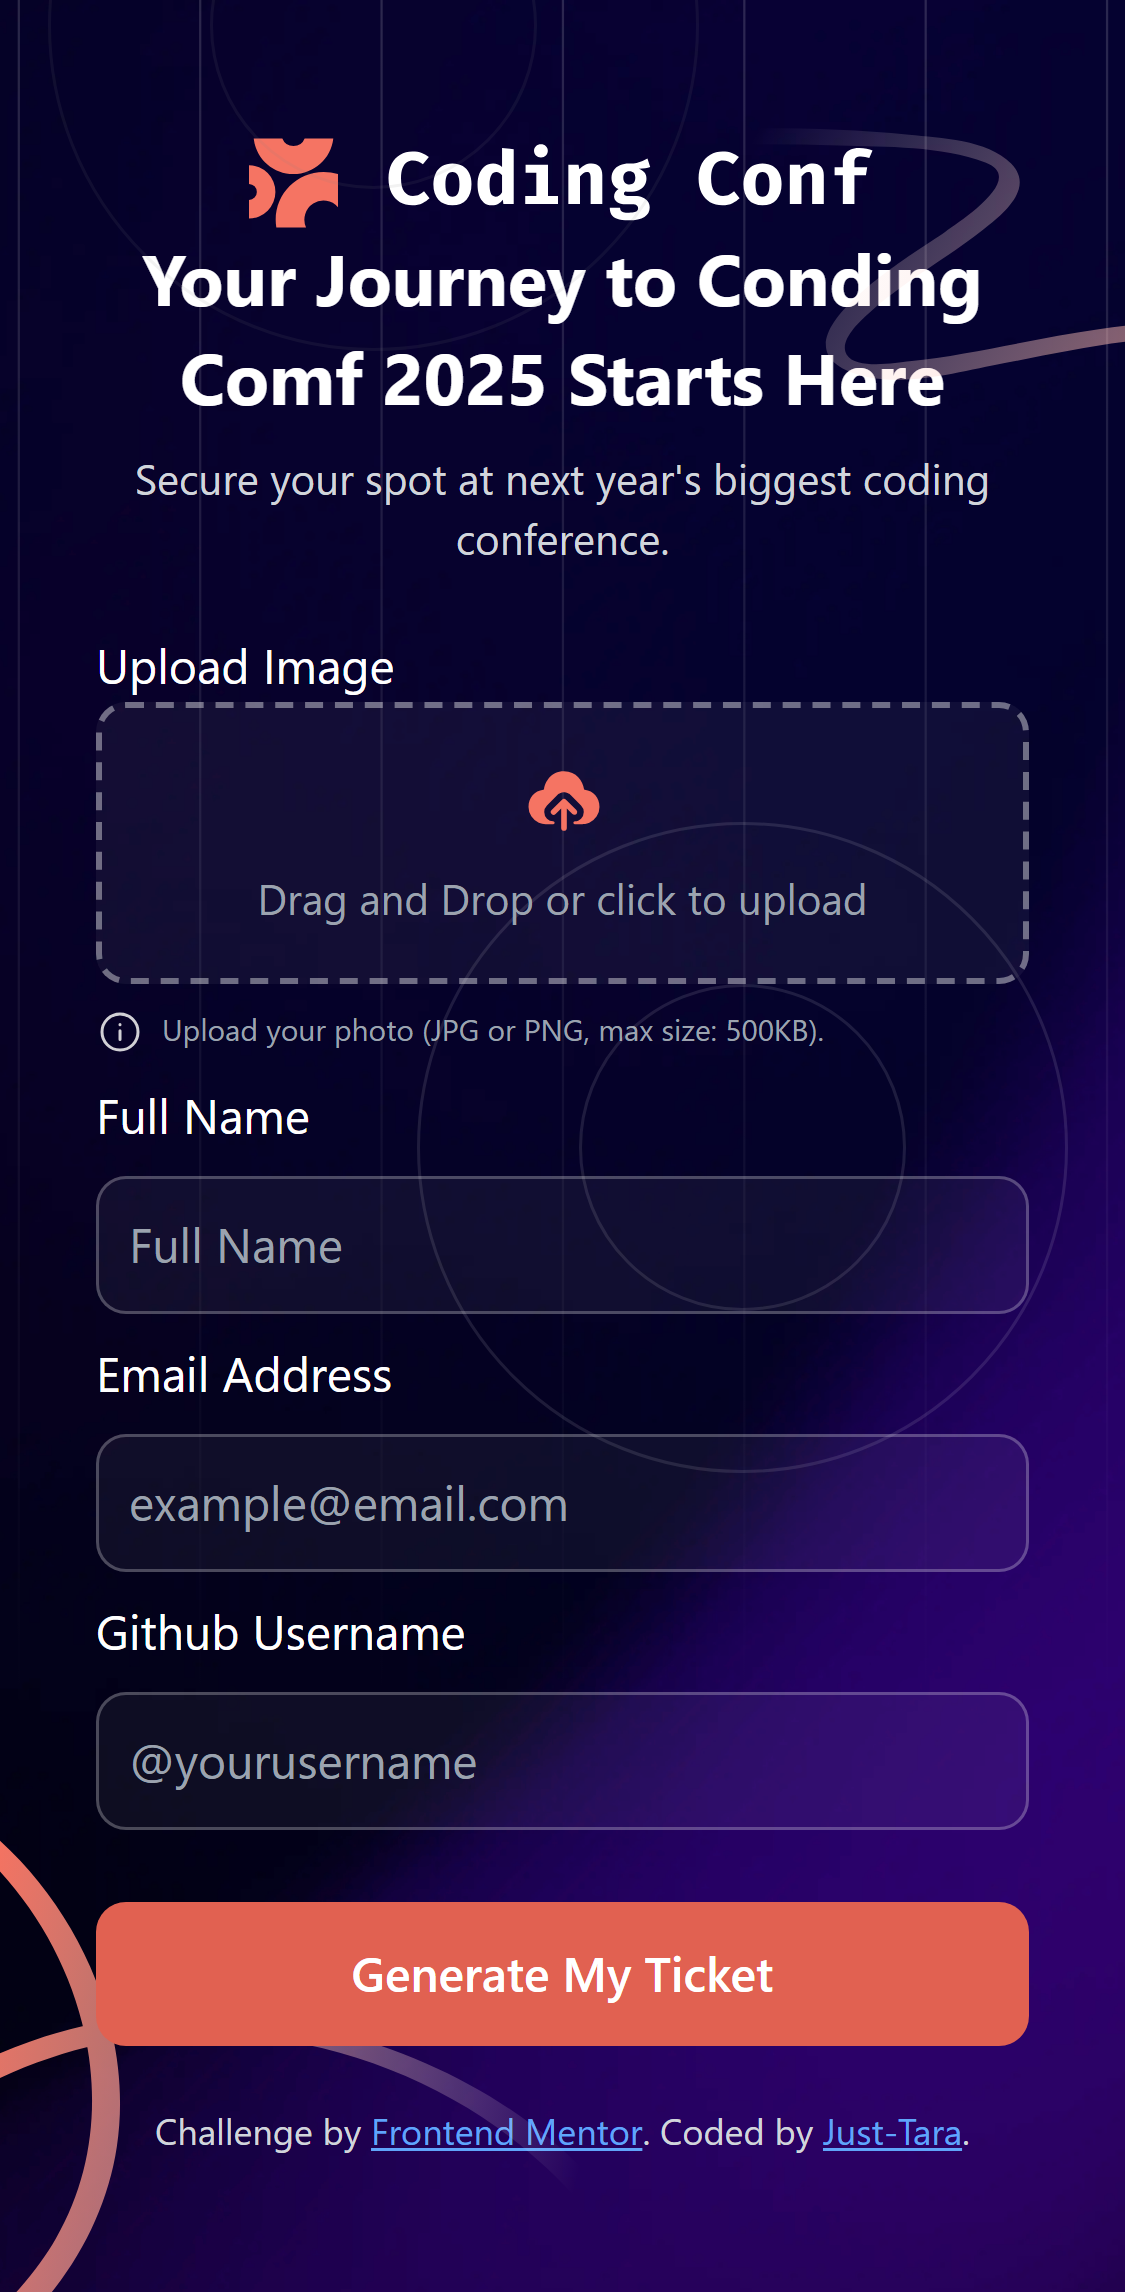 Coding Conf
Your Journey to Conding
Comf 2025 Starts Here
Secure your spot at next year's biggest coding
conference.
Upload Image
Drag and Drop or click to upload
Upload your photo (JPG or PNG, max size: 500KB).
Full Name
Full Name
Email Address
example@email.com
Github Username
@yourusername
Generate My Ticket
Challenge by Frontend Mentor. Coded by Just-Tara.